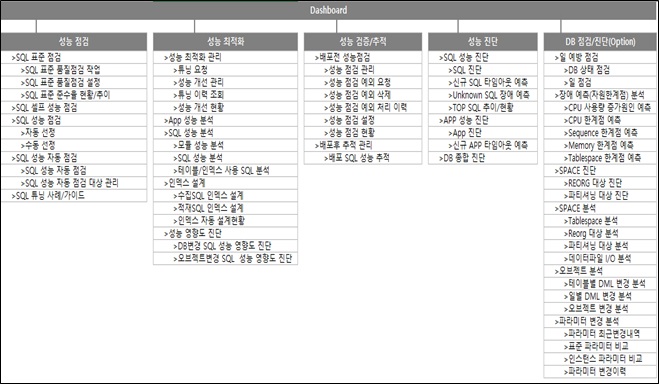 Dashboard
성능 점검
>SQL 표준 점검
>SQL 표준 품질점검 작업
>SQL 표준 품질점검 설정
>SQL 표준 준수율 현황/추이
>SQL 셀프 성능 점검
>SQL 성능 점검
>자동 선정
>수동 선정
>SQL 성능 자동 점검
>SQL 성능 자동 점검
>SQL 성능 자동 점검 대상 관리
>SQL 튜닝 사례/가이드
성능 최적화
>성능 최적화 관리
>튜닝 요청
>성능 개선 관리
>튜닝 이력 조회
>성능 개선 현황
>App 성능 분석
>SQL 성능 분석
>모듈 성능 분석
>SQL 성능 분석
>테이블/인덱스 사용 SQL 분석
>인덱스 설계
>수집SQL 인덱스 설계
>적재SQL 인덱스 설계
>인덱스 자동 설계현황
>성능 영향도 진단
>DB변경 SQL 성능 영향도 진단
>오브젝트변경 SQL 성능 영향도 진단
성능 검증/추적
>배포전 성능점검
>성능 점검 관리
>성능 점검 예외 요청
>성능 점검 예외 삭제
>성능 점검 예외 처리 이력
>성능 점검 설정
>성능 점검 현황
>배포후 추적 관리
>배포 SQL 성능 추적
성능 진단
>SQL 성능 진단
>SQL 진단
>신규 SQL 타임아웃 예측
>Unknown SQL 장애 예측
>TOP SQL 추이/현황
>APP 성능 진단
>App 진단
>신규 APP 타임아웃 예측
>DB 종합 진단
DB 점검/진단(Option)
>일 예방 점검
>DB 상태 점검
>일 점검
>장애 예측(자원한계점) 분석
>CPU 사용량 증가원인 예측
>CPU 한계점 예측
>Sequence 한계점 예측
>Memory 한계점 예측
>Tablespace 한계점 예측
>SPACE 진단
>REORG 대상 진단
>파티셔닝 대상 진단
>SPACE 분석
>Tablespace 분석
>Reorg 대상 분석
>파티셔닝 대상 분석
>데이터파일 I/O 분석
>오브젝트 분석
>테이블별 DML 변경 분석
>일별 DML 변경 분석
>오브젝트 변경 분석
>파라미터 변경 분석
>파라미터 최근변경내역
>표준 파라미터 비교
>인스턴스 파라미터 비교
>파라미터 변경이력